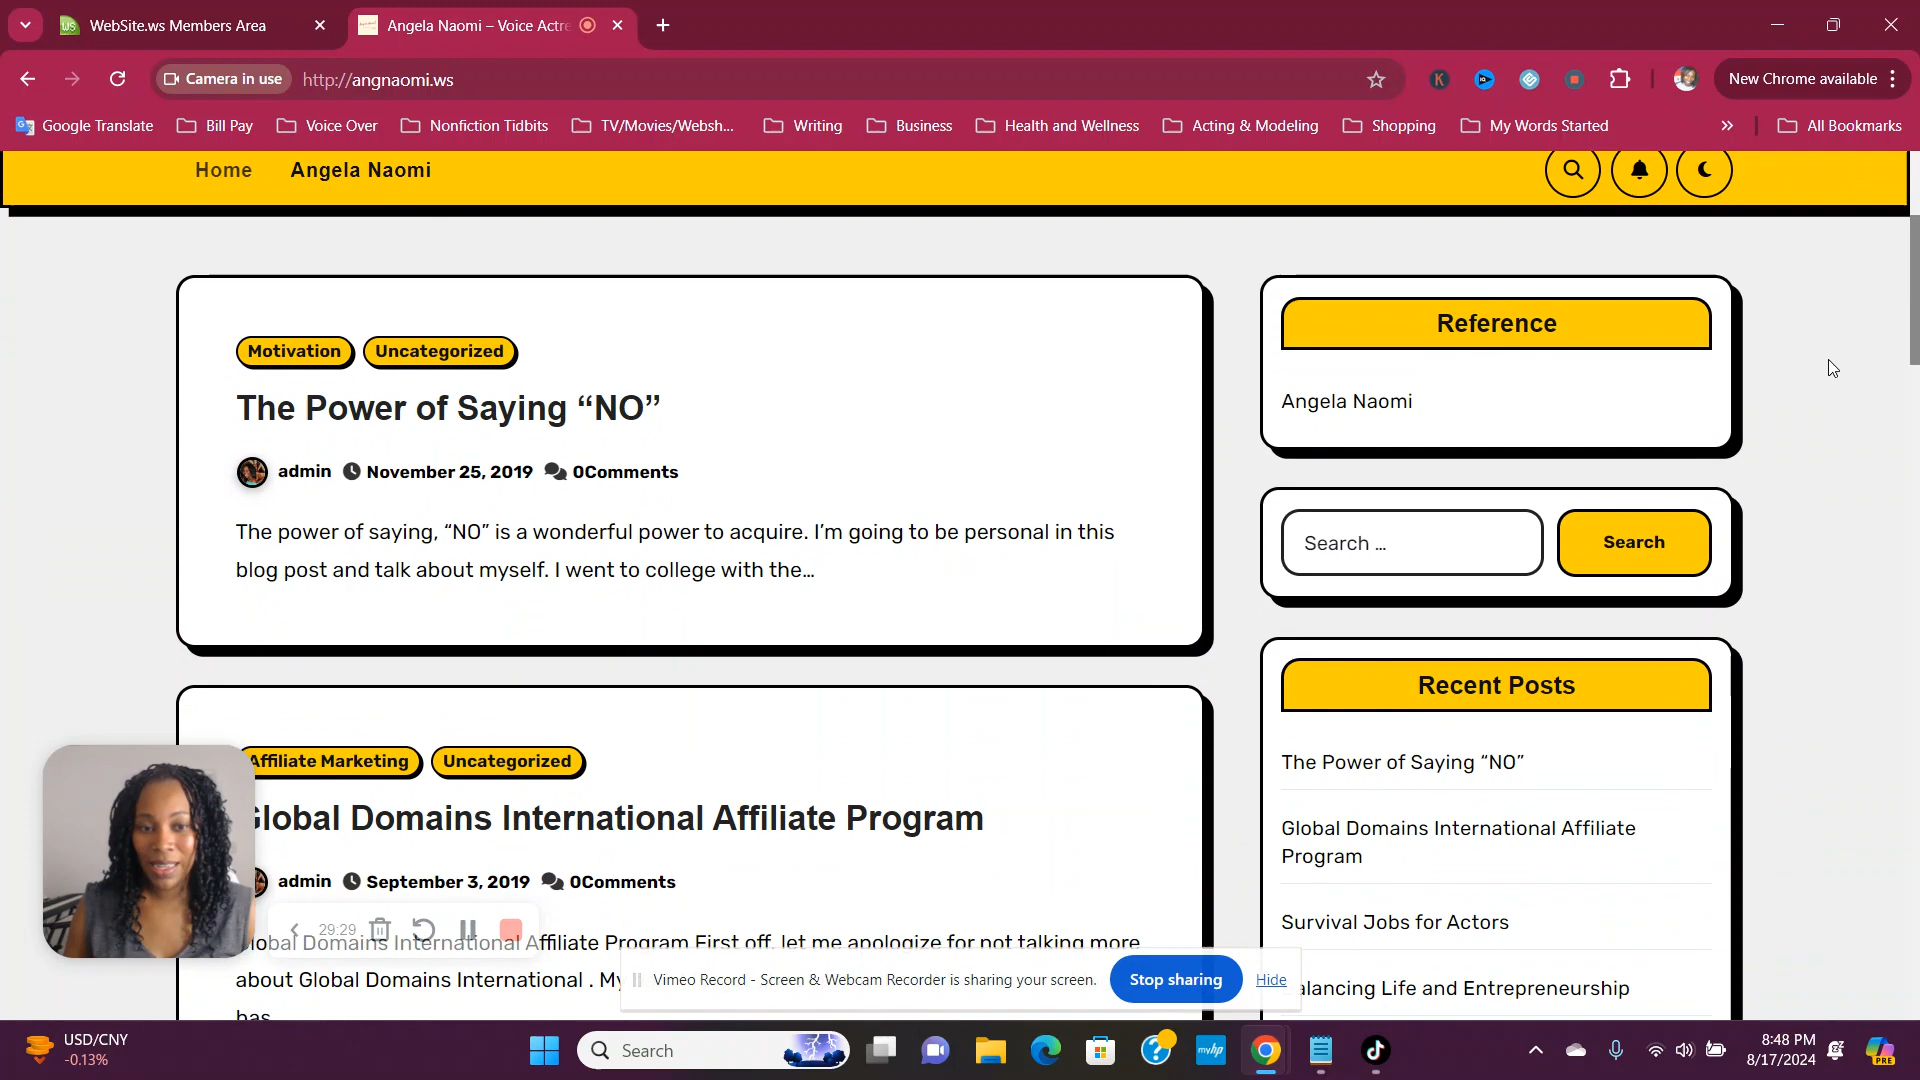 WebSite.ws Members Area
Angela Naomi – Voice Actre
Camera in use
http://angnaomi.ws
New Chrome available
Google Translate
Bill Pay
Voice Over
Nonfiction Tidbits
TV/Movies/Websh...
Writing
Business
Health and Wellness
Acting & Modeling
Shopping
My Words Started
All Bookmarks
Home
Angela Naomi
Motivation
Uncategorized
The Power of Saying “NO”
admin
November 25, 2019
0Comments
The power of saying, “NO” is a wonderful power to acquire. I’m going to be personal in this
blog post and talk about myself. I went to college with the…
Affiliate Marketing
Uncategorized
Global Domains International Affiliate Program
admin
September 3, 2019
0Comments
Global Domains International Affiliate Program First off, let me apologize for not talking more
about Global Domains International . My
has
29:29
Reference
Angela Naomi
Search …
Search
Recent Posts
The Power of Saying “NO”
Global Domains International Affiliate
Program
Survival Jobs for Actors
Balancing Life and Entrepreneurship
Vimeo Record - Screen & Webcam Recorder is sharing your screen.
Stop sharing
Hide
USD/CNY
-0.13%
Search
myhp
8:48 PM
8/17/2024
PRE